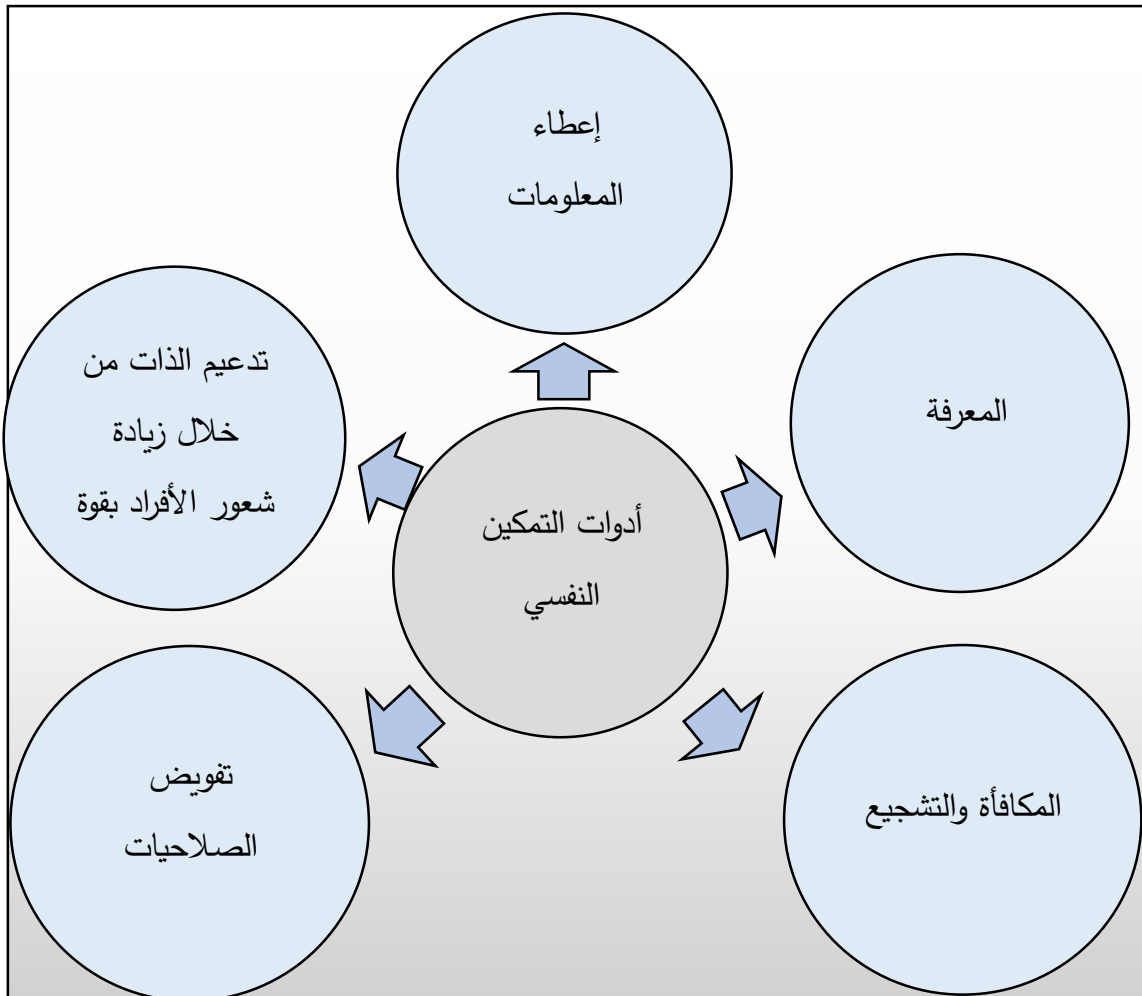 إعطاء
المعلومات
المعرفة
تدعيم الذات من
خلال زيادة
شعور الأفراد بقوة
أدوات التمكين
النفسي
المكافأة والتشجيع
تفويض
الصلاحيات